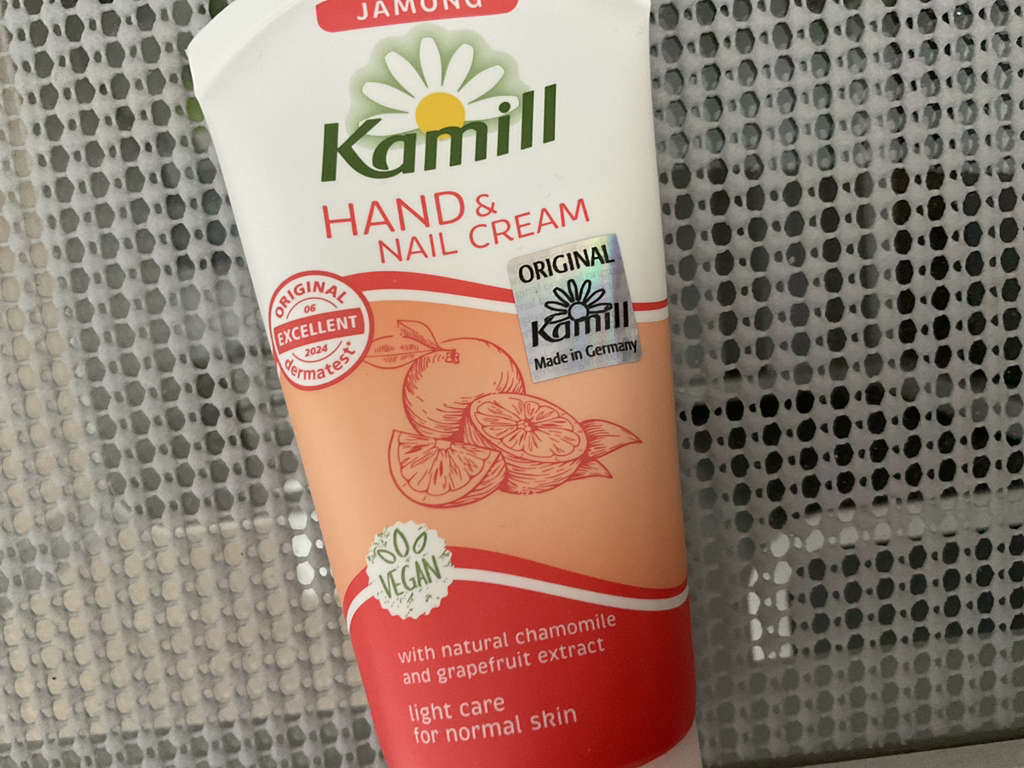 JAMONG
Kamill
HAND &
NAIL CREAM
ORIGINAL
Kamill
Made in Germany
ORIGINAL
06
EXCELLENT
2024
dermatest®
VEGAN
with natural chamomile
and grapefruit extract
light care
for normal skin